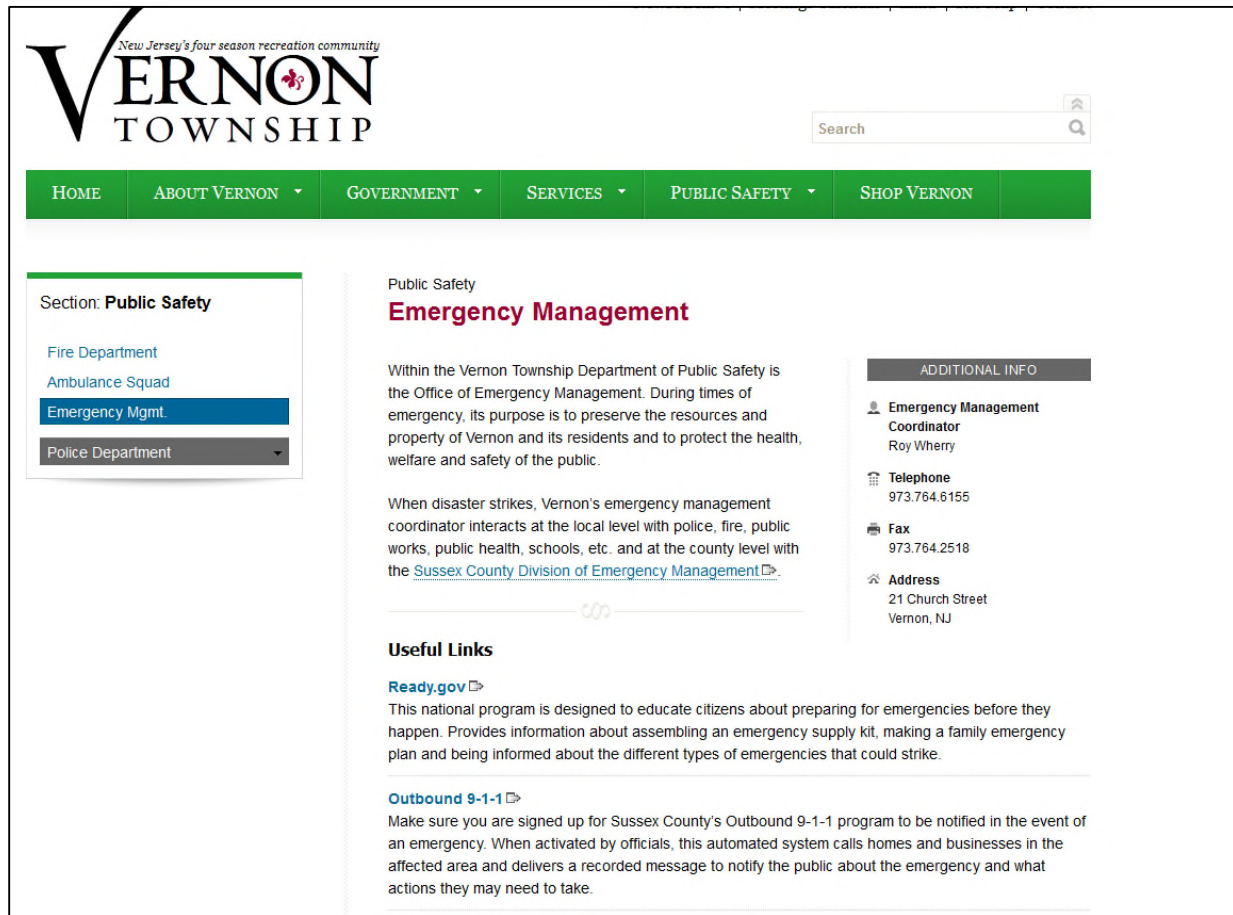 New Jersey's four season recreation community
VERNON
TOWNSHIP
Search
HOME
ABOUT VERNON
GOVERNMENT
SERVICES
PUBLIC SAFETY
SHOP VERNON
Section: Public Safety
Fire Department
Ambulance Squad
Emergency Mgmt.
Police Department
Public Safety
Emergency Management
Within the Vernon Township Department of Public Safety is
the Office of Emergency Management. During times of
emergency, its purpose is to preserve the resources and
property of Vernon and its residents and to protect the health,
welfare and safety of the public.
When disaster strikes, Vernon's emergency management
coordinator interacts at the local level with police, fire, public
works, public health, schools, etc. and at the county level with
the Sussex County Division of Emergency Management.
ADDITIONAL INFO
Emergency Management
Coordinator
Roy Wherry
Telephone
973.764.6155
Fax
973.764.2518
Address
21 Church Street
Vernon, NJ
Useful Links
Ready.gov
This national program is designed to educate citizens about preparing for emergencies before they
happen. Provides information about assembling an emergency supply kit, making a family emergency
plan and being informed about the different types of emergencies that could strike.
Outbound 9-1-1
Make sure you are signed up for Sussex County's Outbound 9-1-1 program to be notified in the event of
an emergency. When activated by officials, this automated system calls homes and businesses in the
affected area and delivers a recorded message to notify the public about the emergency and what
actions they may need to take.